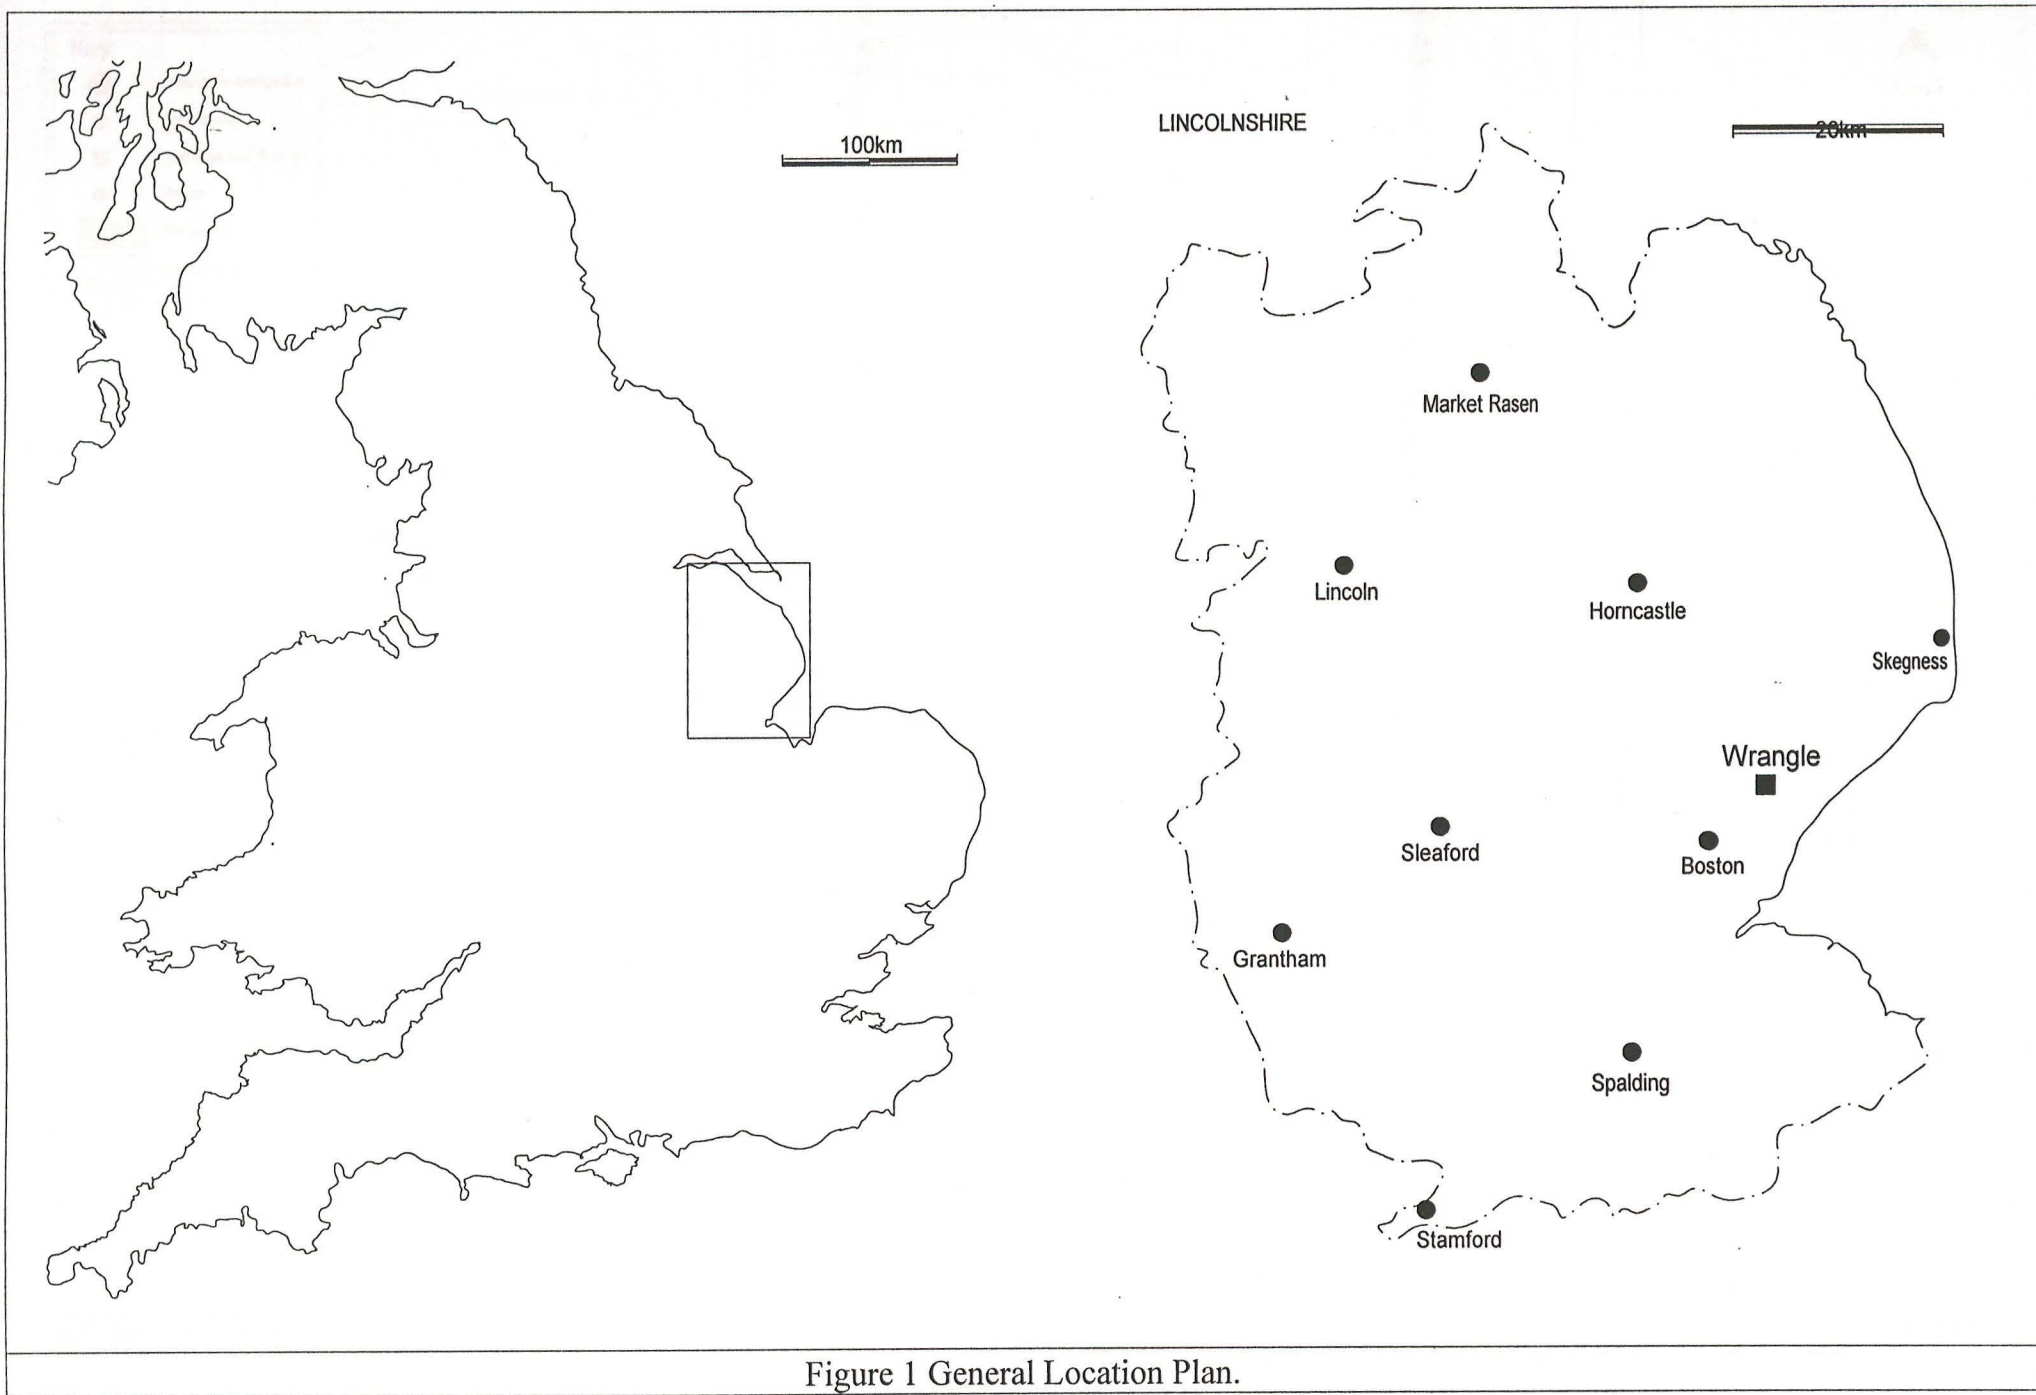 100km
LINCOLNSHIRE
20km
Market Rasen
Lincoln
Horncastle
Skegness
Wrangle
Sleaford
Boston
Grantham
Spalding
Stamford
Figure 1 General Location Plan.